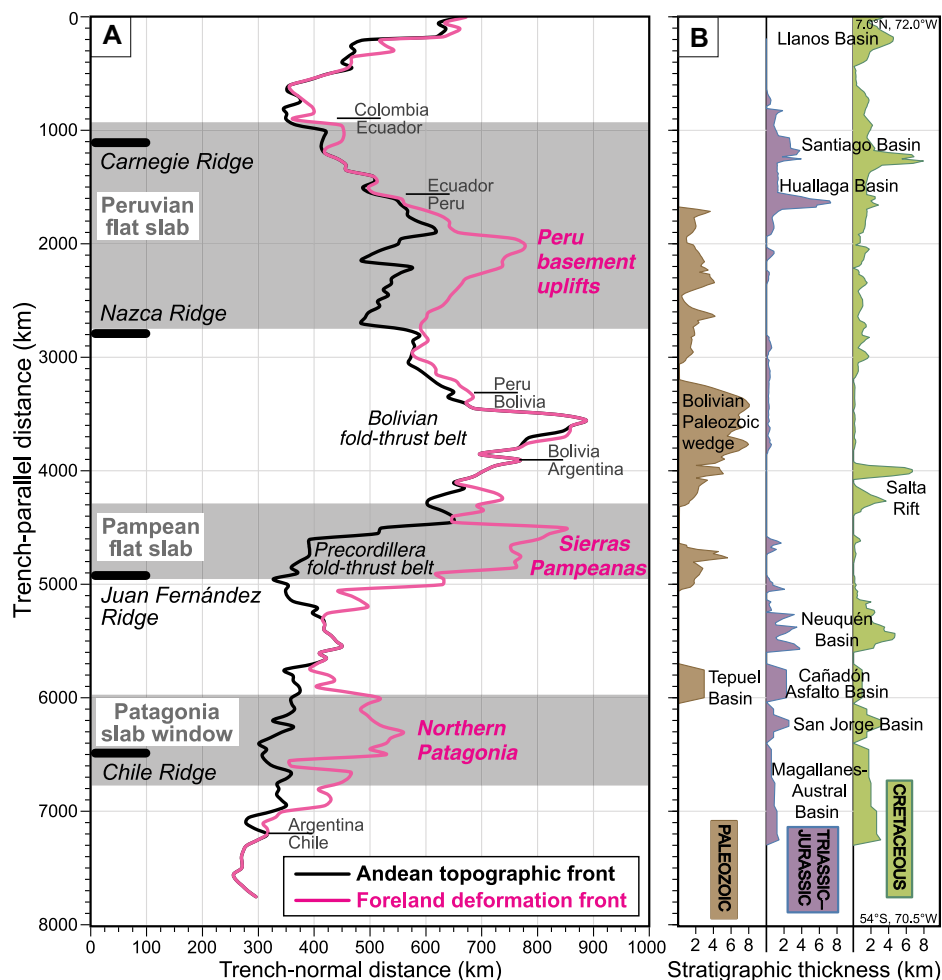 A
B
7.0°N, 72.0°W
Llanos Basin
0
1000
2000
3000
4000
5000
6000
7000
8000
Trench-parallel distance (km)
Colombia
Ecuador
Carnegie Ridge
Peruvian
flat slab
Ecuador
Peru
Peru
basement
uplifts
Nazca Ridge
Peru
Bolivia
Bolivian
fold-thrust belt
Bolivia
Argentina
Pampean
flat slab
Precordillera
fold-thrust belt
Sierras
Pampeanas
Juan Fernández
Ridge
Patagonia
slab window
Northern
Patagonia
Chile Ridge
Argentina
Chile
Andean topographic front
Foreland deformation front
0 100 200 300 400 500 600 700 800 900 1000
Trench-normal distance (km)
Santiago Basin
Huallaga Basin
Bolivian
Paleozoic
wedge
Salta
Rift
Neuquén
Basin
Tepuel
Basin
Cañadón
Asfalto Basin
San Jorge Basin
Magallanes-
Austral
Basin
PALEOZOIC
TRIASSIC–
JURASSIC
CRETACEOUS
54°S, 70.5°W
2 4 6 8 0 2 4 6 8 0 2 4 6 8
Stratigraphic thickness (km)